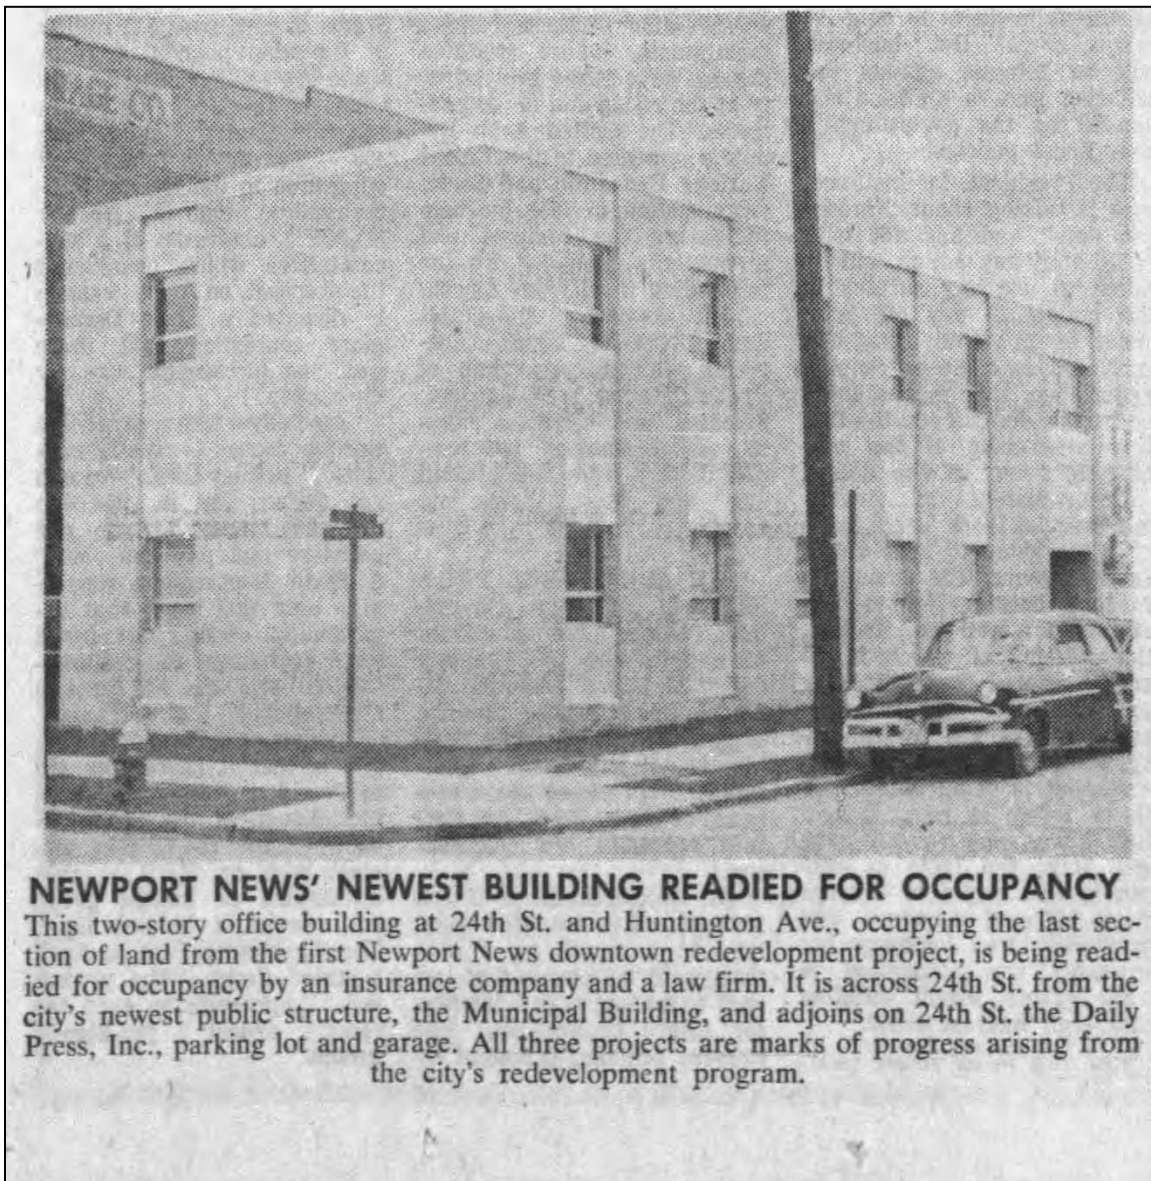 AGE CO
NEWPORT NEWS' NEWEST BUILDING READIED FOR OCCUPANCY
This two-story office building at 24th St. and Huntington Ave., occupying the last sec-
tion of land from the first Newport News downtown redevelopment project, is being read-
ied for occupancy by an insurance company and a law firm. It is across 24th St. from the
city's newest public structure, the Municipal Building, and adjoins on 24th St. the Daily
Press, Inc., parking lot and garage. All three projects are marks of progress arising from
the city's redevelopment program.